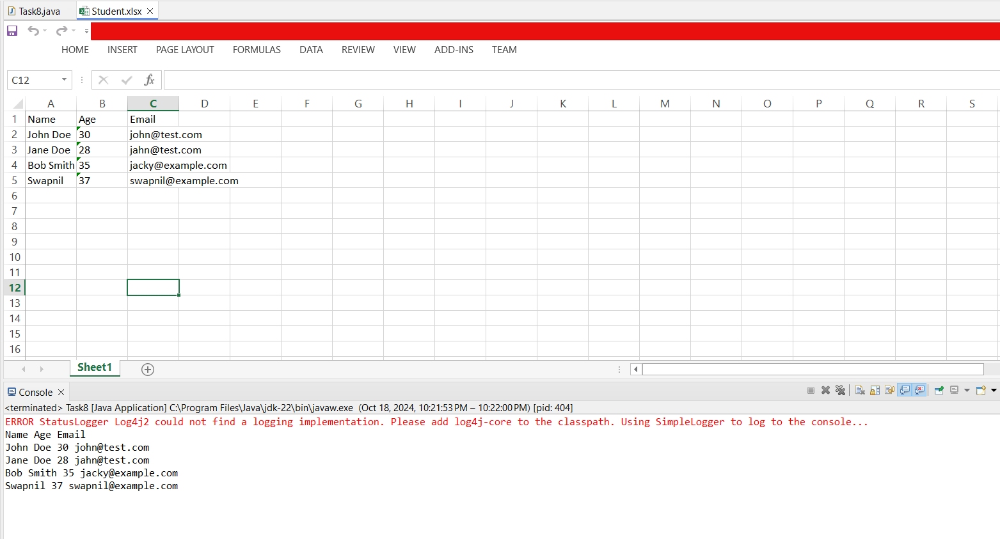 Task8.java Student.xlsx
HOME INSERT PAGE LAYOUT FORMULAS DATA REVIEW VIEW ADD-INS TEAM
C12 fx
A B C D E F G H I J K L M N O P Q R S
1 Name Age Email
2 John Doe 30 john@test.com
3 Jane Doe 28 jahn@test.com
4 Bob Smith 35 jacky@example.com
5 Swapnil 37 swapnil@example.com
6
7
8
9
10
11
12
13
14
15
16
Sheet1
Console
<terminated> Task8 [Java Application] C:\Program Files\Java\jdk-22\bin\javaw.exe (Oct 18, 2024, 10:21:53 PM – 10:22:00 PM) [pid: 404]
ERROR StatusLogger Log4j2 could not find a logging implementation. Please add log4j-core to the classpath. Using SimpleLogger to log to the console...
Name Age Email
John Doe 30 john@test.com
Jane Doe 28 jahn@test.com
Bob Smith 35 jacky@example.com
Swapnil 37 swapnil@example.com